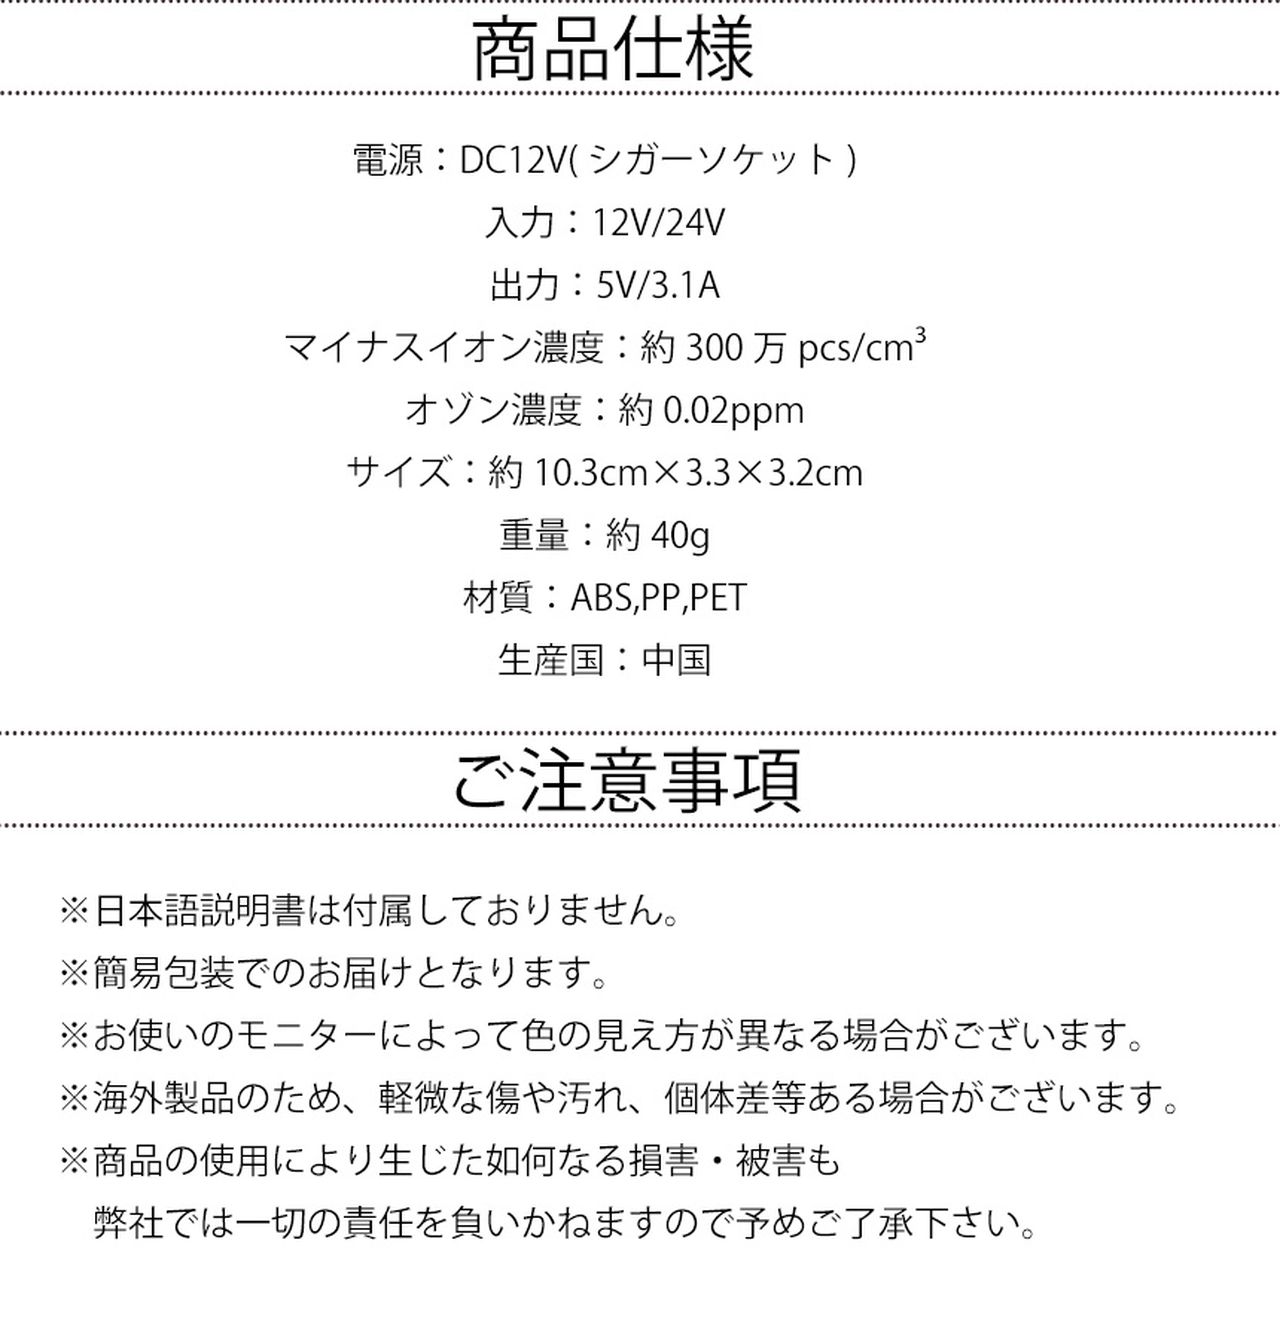 商品仕様
電源：DC12V( シガーソケット )
入力：12V/24V
出力：5V/3.1A
マイナスイオン濃度：約 300 万 pcs/cm³
オゾン濃度：約 0.02ppm
サイズ：約 10.3cm×3.3×3.2cm
重量：約 40g
材質：ABS,PP,PET
生産国：中国
ご注意事項
※日本語説明書は付属しておりません。
※簡易包装でのお届けとなります。
※お使いのモニターによって色の見え方が異なる場合がございます。
※海外製品のため、軽微な傷や汚れ、個体差等ある場合がございます。
※商品の使用により生じた如何なる損害・被害も
弊社では一切の責任を負いかねますので予めご了承下さい。